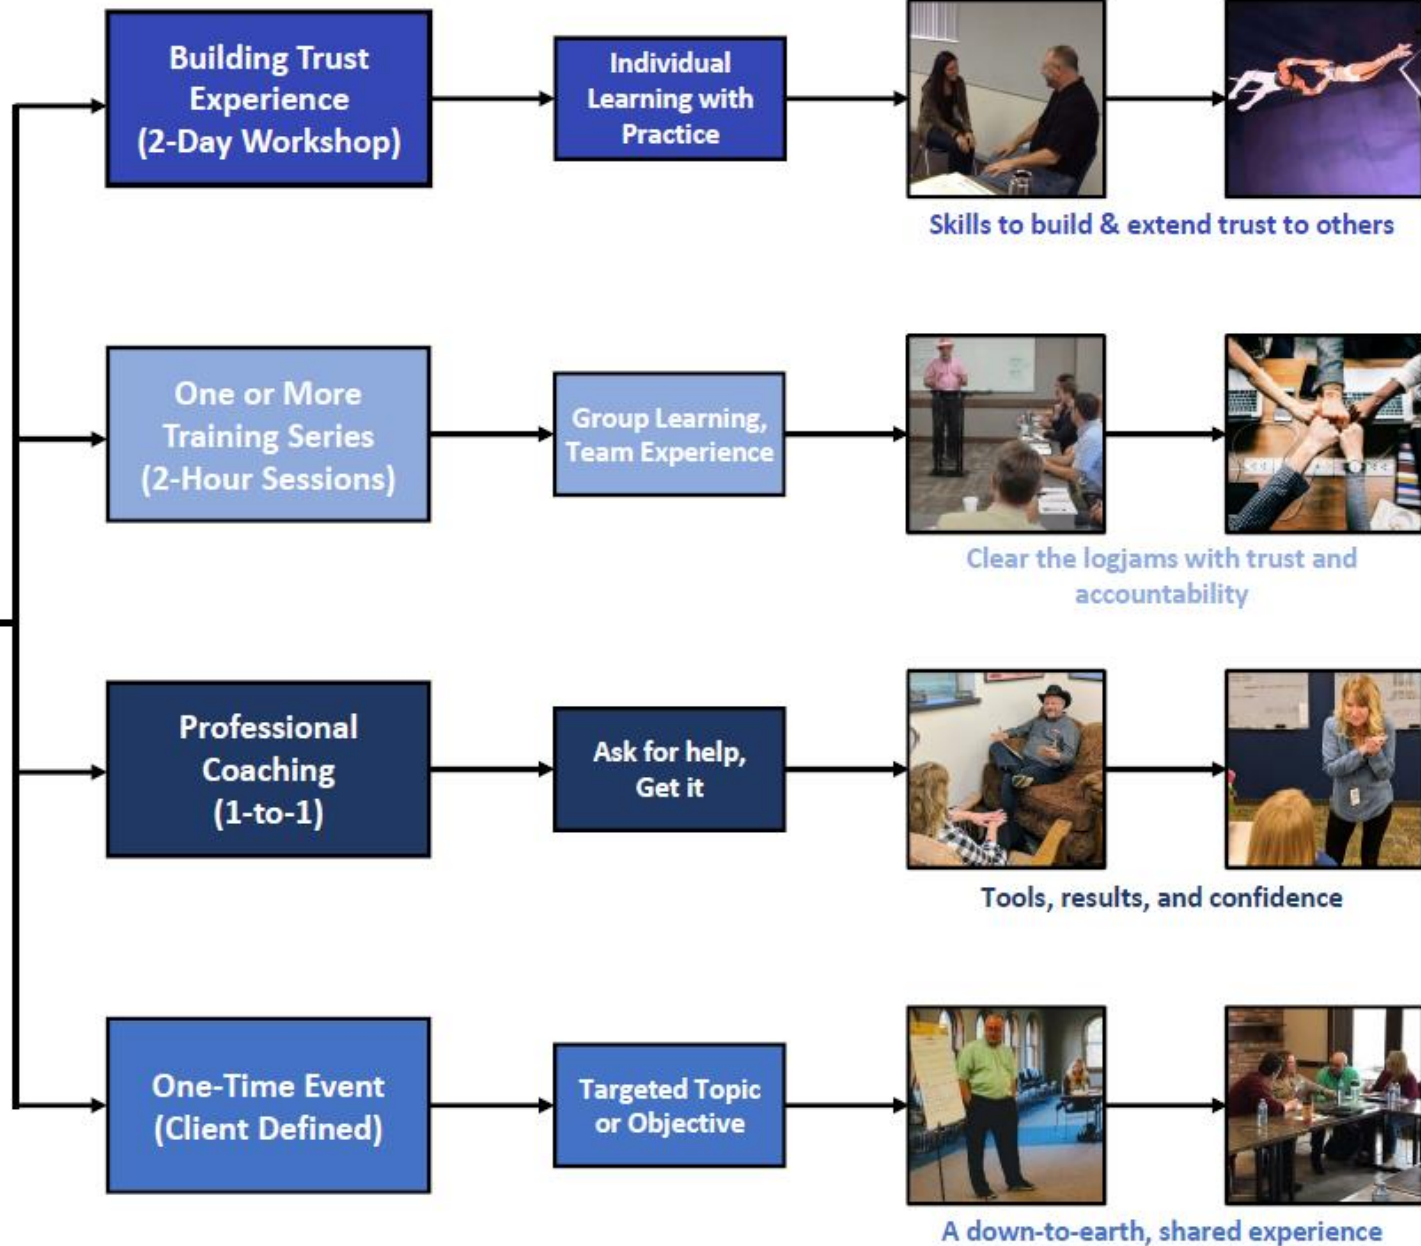 Building Trust
Experience
(2-Day Workshop)
Individual
Learning with
Practice
Skills to build & extend trust to others
One or More
Training Series
(2-Hour Sessions)
Group Learning,
Team Experience
Clear the logjams with trust and
accountability
Professional
Coaching
(1-to-1)
Ask for help,
Get it
Tools, results, and confidence
One-Time Event
(Client Defined)
Targeted Topic
or Objective
A down-to-earth, shared experience